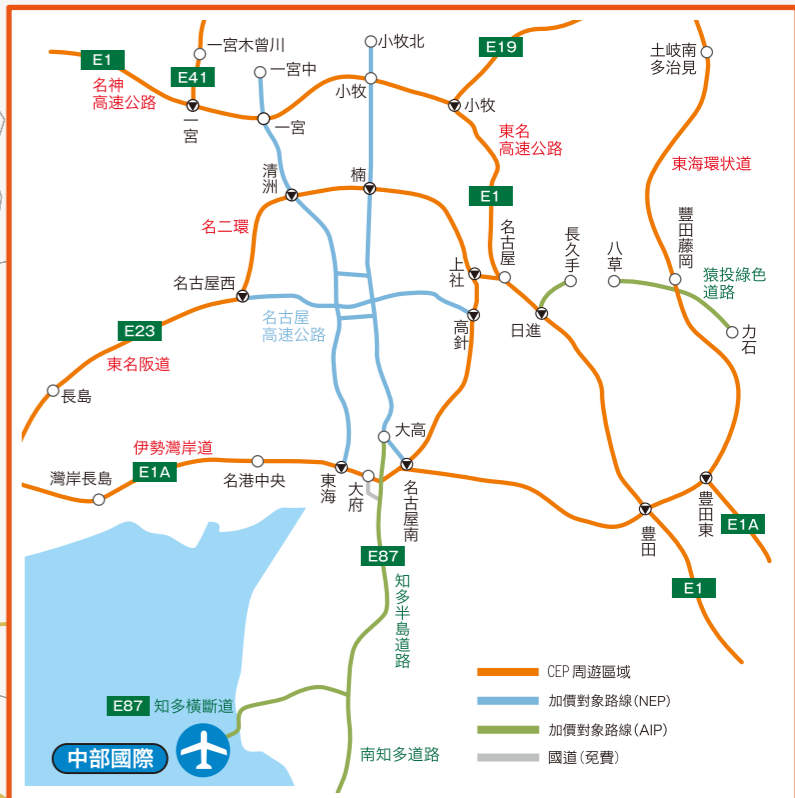 一宮木曽川
小牧北
E19
土岐南
多治見
E1
E41
一宮中
名神
高速公路
小牧
小牧
一宮
一宮
東名
高速公路
東海環状道
清洲
楠
E1
豐田藤岡
名二環
名古屋
長久手
八草
上社
猿投綠色
道路
名古屋西
名古屋
高速公路
高針
日進
力石
E23
東名阪道
長島
大高
伊勢灣岸道
E1A
灣岸長島
名港中央
東海
大府
名古屋南
豊田
豊田東
E1A
E87
知多半島道路
E1
CEP 周遊區域
加價對象路線(NEP)
E87
知多橫斷道
加價對象路線(AIP)
中部國際
南知多道路
國道(免費)